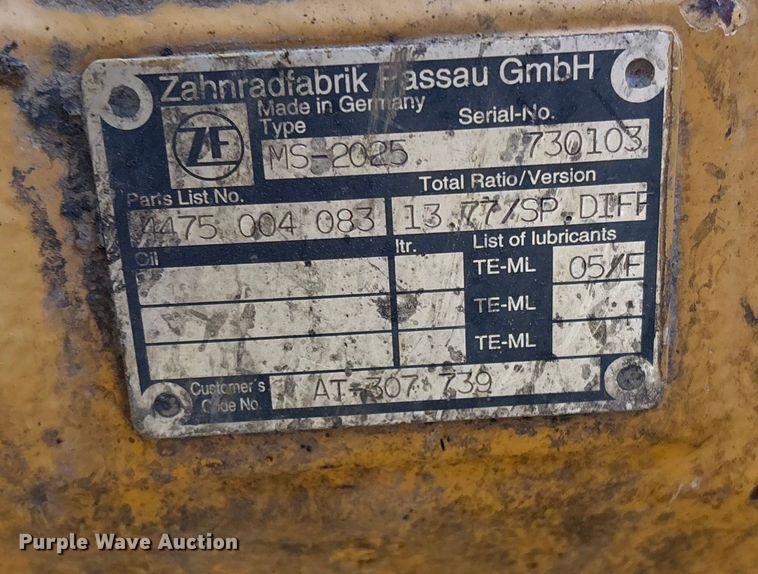 Zahnradfabrik Passau GmbH
Made in Germany
ZF
Type
Serial-No.
MS-2025
730103
Parts List No.
Total Ratio/Version
4475 004 083
13.77/SP.DIFF
Oil
ltr.
List of lubricants
TE-ML 05/F
TE-ML
TE-ML
Customer's
Code No.
AT-307 739
Purple Wave Auction